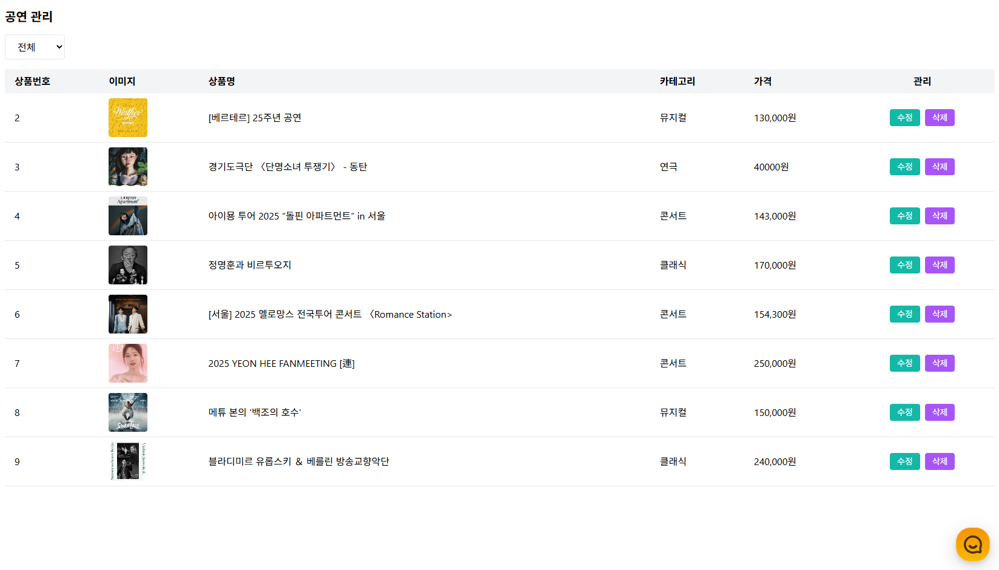 공연 관리
전체
상품번호 이미지 상품명 카테고리 가격 관리
2 Werther [베르테르] 25주년 공연 뮤지컬 130,000원 수정 삭제
3 경기도극단 〈단명소녀 투쟁기〉 - 동탄 연극 40000원 수정 삭제
Dolphin
Apartment"
4 아이묭 투어 2025 “돌핀 아파트먼트” in 서울 콘서트 143,000원 수정 삭제
5 정명훈과 비르투오지 클래식 170,000원 수정 삭제
6 [서울] 2025 멜로망스 전국투어 콘서트 〈Romance Station> 콘서트 154,300원 수정 삭제
7 2025 YEON HEE FANMEETING [連] 콘서트 250,000원 수정 삭제
8 메튜 본의 '백조의 호수' 뮤지컬 150,000원 수정 삭제
SWAN LAKE
9 블라디미르 유롭스키 & 베를린 방송교향악단 클래식 240,000원 수정 삭제